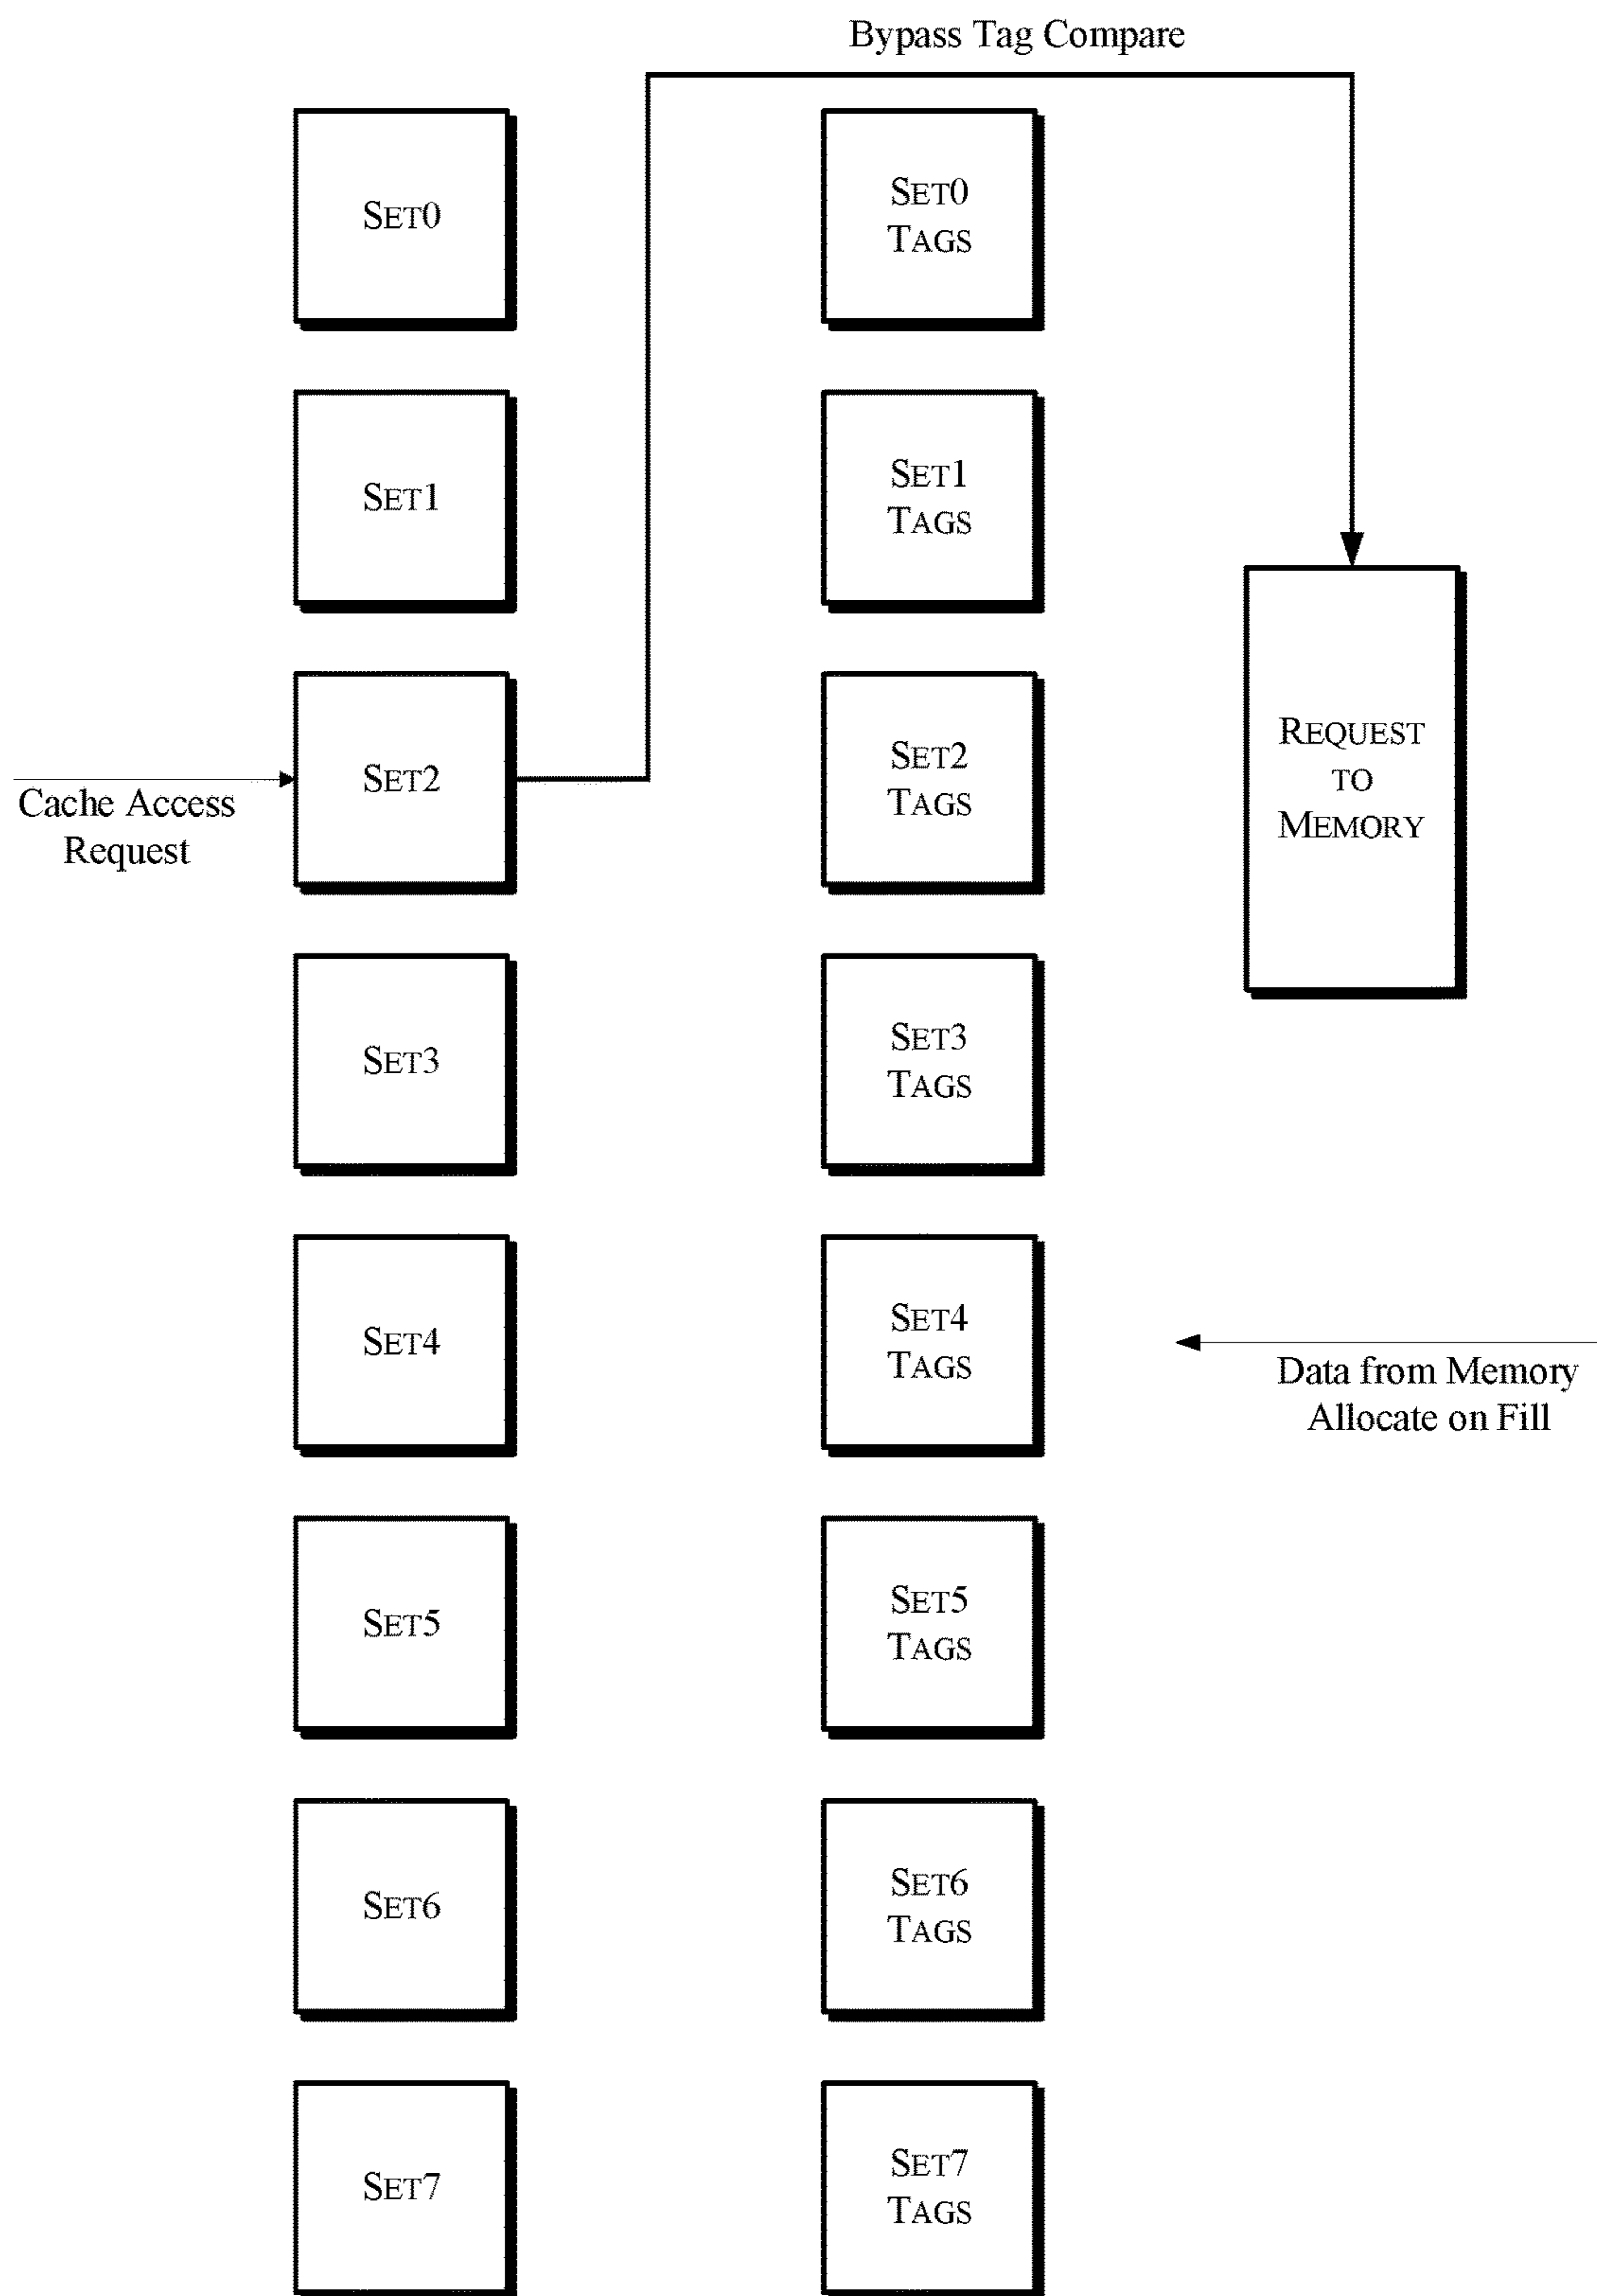 Bypass Tag Compare
SET0
SET0
TAGS
SET1
SET1
TAGS
Cache Access
Request
SET2
SET2
TAGS
REQUEST
TO
MEMORY
SET3
SET3
TAGS
SET4
SET4
TAGS
Data from Memory
Allocate on Fill
SET5
SET5
TAGS
SET6
SET6
TAGS
SET7
SET7
TAGS